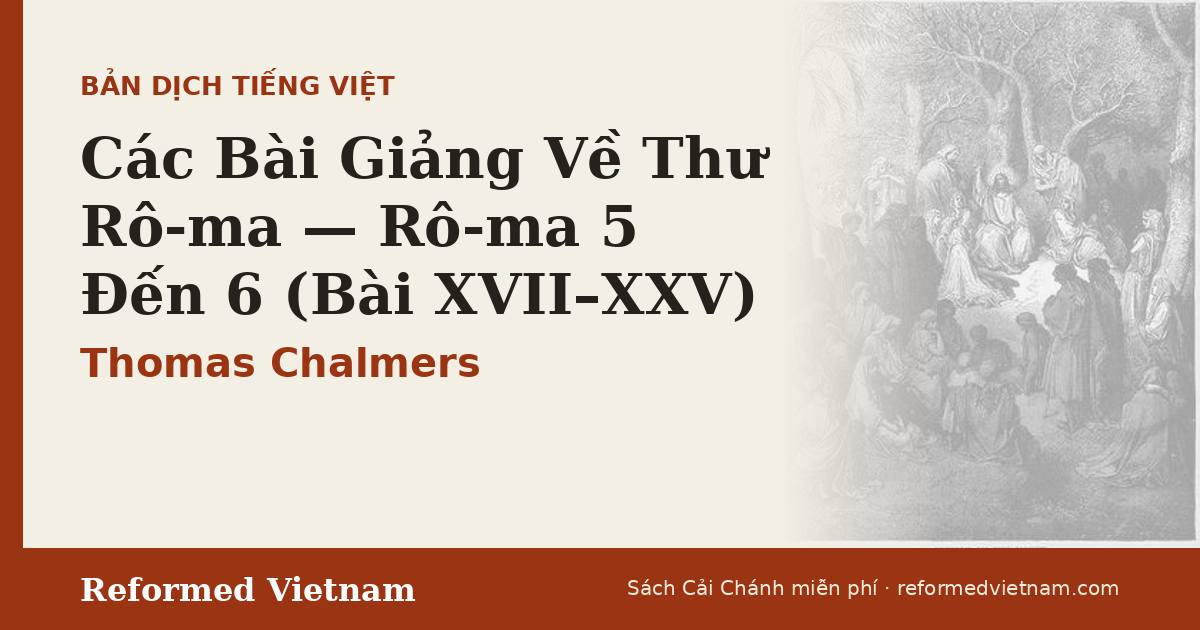 BẢN DỊCH TIẾNG VIỆT
Các Bài Giảng Về Thư
Rô-ma — Rô-ma 5
Đến 6 (Bài XVII–XXV)
Thomas Chalmers
Reformed Vietnam
Sách Cải Chánh miễn phí · reformedvietnam.com